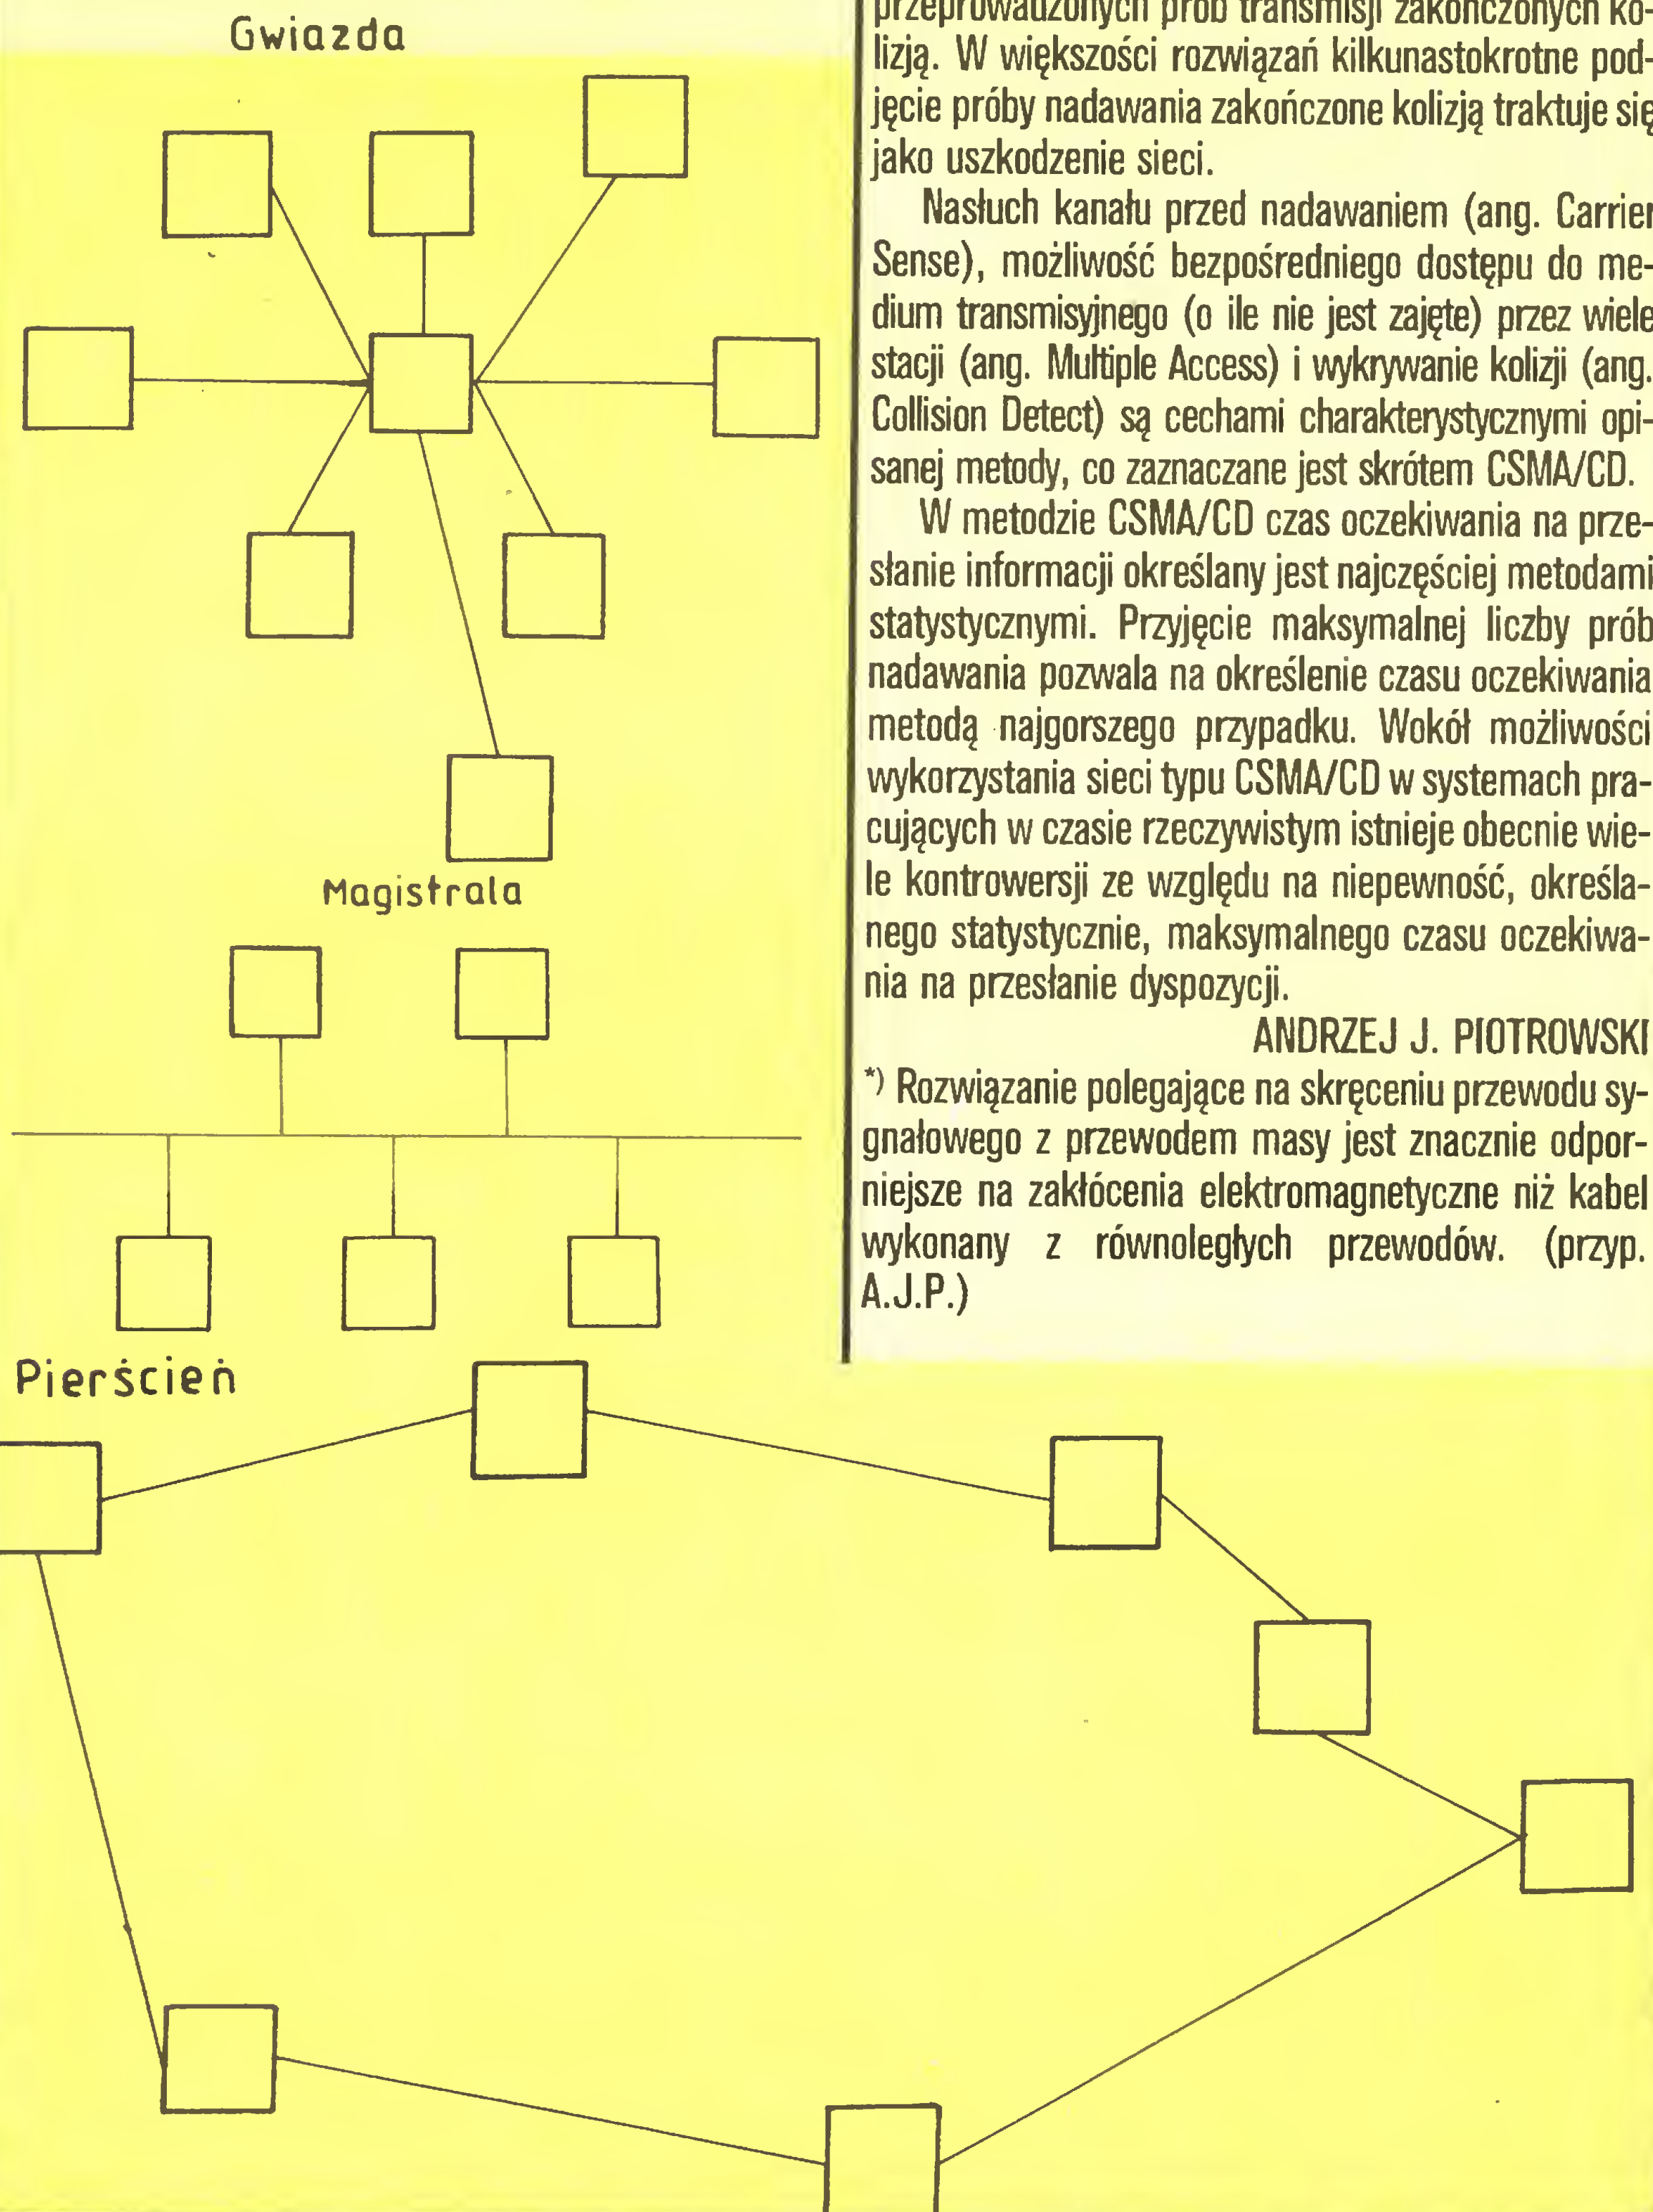 Gwiazda
Magistrala
Pierścień
przeprowadzonych prób transmisji zakończonych ko-
lizją. W większości rozwiązań kilkunastokrotne pod-
jęcie próby nadawania zakończone kolizją traktuje się
jako uszkodzenie sieci.
Nasłuch kanału przed nadawaniem (ang. Carrier
Sense), możliwość bezpośredniego dostępu do me-
dium transmisyjnego (o ile nie jest zajęte) przez wiele
stacji (ang. Multiple Access) i wykrywanie kolizji (ang.
Collision Detect) są cechami charakterystycznymi opi-
sanej metody, co zaznaczane jest skrótem CSMA/CD.
W metodzie CSMA/CD czas oczekiwania na prze-
słanie informacji określany jest najczęściej metodami
statystycznymi. Przyjęcie maksymalnej liczby prób
nadawania pozwala na określenie czasu oczekiwania
metodą najgorszego przypadku. Wokół możliwości
wykorzystania sieci typu CSMA/CD w systemach pra-
cujących w czasie rzeczywistym istnieje obecnie wie-
le kontrowersji ze względu na niepewność, określa-
nego statystycznie, maksymalnego czasu oczekiwa-
nia na przesłanie dyspozycji.
ANDRZEJ J. PIOTROWSKI
*) Rozwiązanie polegające na skręceniu przewodu sy-
gnałowego z przewodem masy jest znacznie odpor-
niejsze na zakłócenia elektromagnetyczne niż kabel
wykonany z równoległych przewodów. (przyp.
A.J.P.)